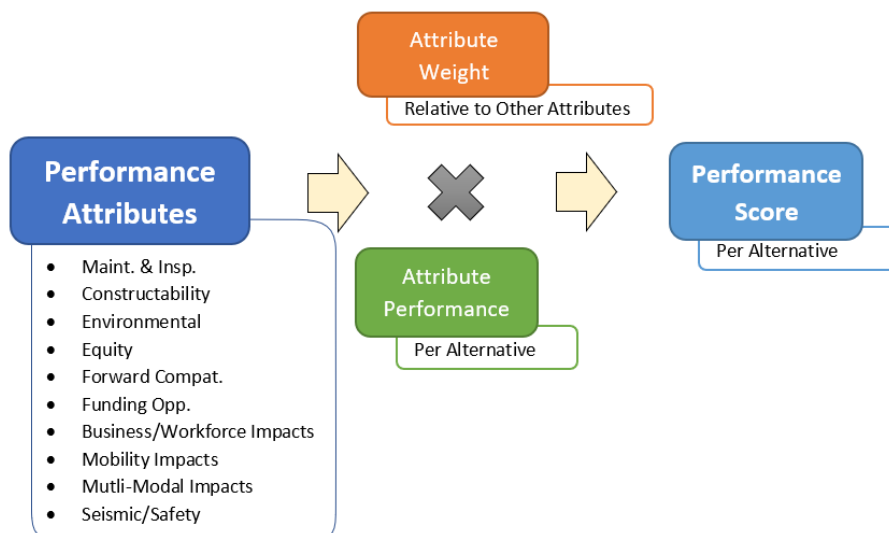 Performance
Attributes
• Maint. & Insp.
• Constructability
• Environmental
• Equity
• Forward Compat.
• Funding Opp.
• Business/Workforce Impacts
• Mobility Impacts
• Mutli-Modal Impacts
• Seismic/Safety
Attribute
Weight
Relative to Other Attributes
Attribute
Performance
Per Alternative
Performance
Score
Per Alternative